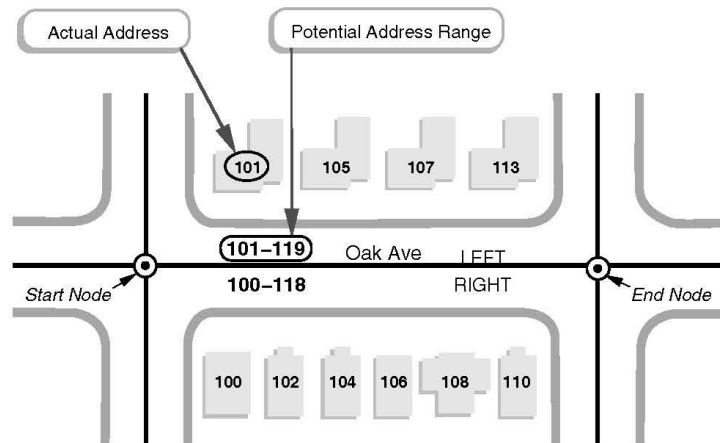 Actual Address
Potential Address Range
101
105
107
113
101–119
Oak Ave
LEFT
Start Node
100–118
RIGHT
End Node
100
102
104
106
108
110